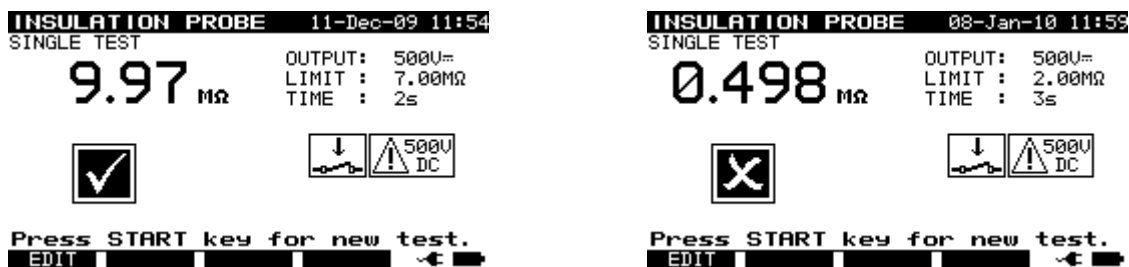 INSULATION PROBE 11-Dec-09 11:54
SINGLE TEST
9.97 MΩ
OUTPUT: 500V⎓
LIMIT : 7.00MΩ
TIME : 2s
500V
DC
Press START key for new test.
EDIT
INSULATION PROBE 08-Jan-10 11:59
SINGLE TEST
0.498 MΩ
OUTPUT: 500V⎓
LIMIT : 2.00MΩ
TIME : 3s
500V
DC
Press START key for new test.
EDIT